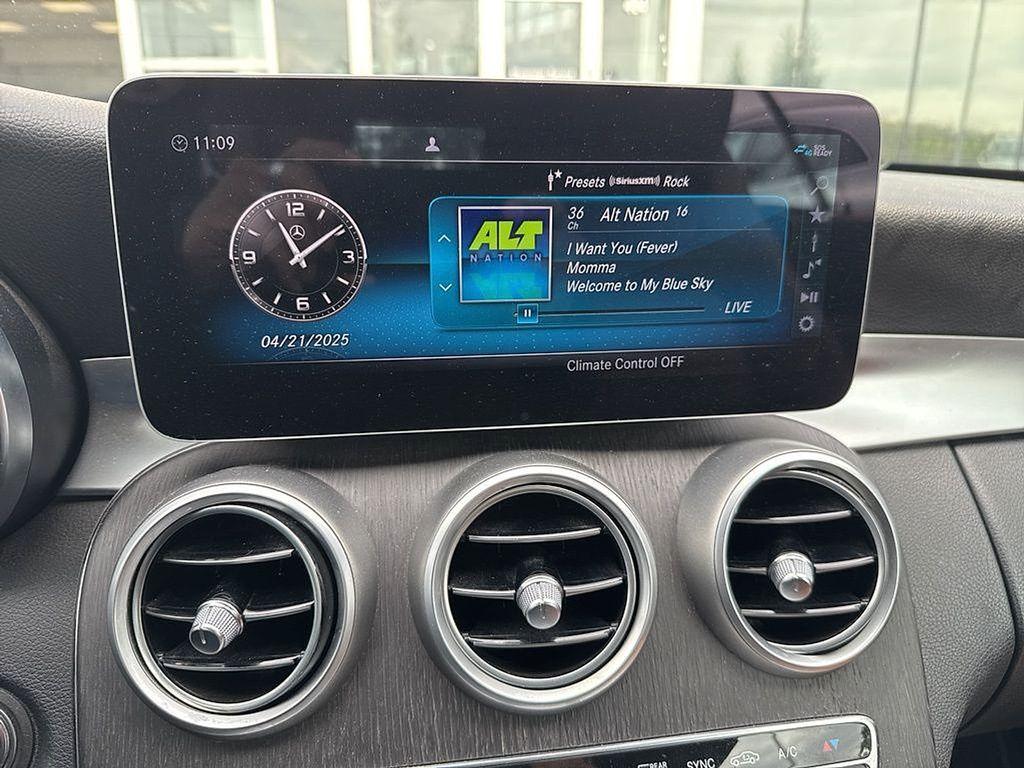 11:09
SOS
4G READY
Presets ((SiriusXM)) Rock
12
3
6
9
36 Alt Nation 16
Ch
ALT
NATION
I Want You (Fever)
Momma
Welcome to My Blue Sky
LIVE
04/21/2025
Climate Control OFF
REAR
SYNC
A/C